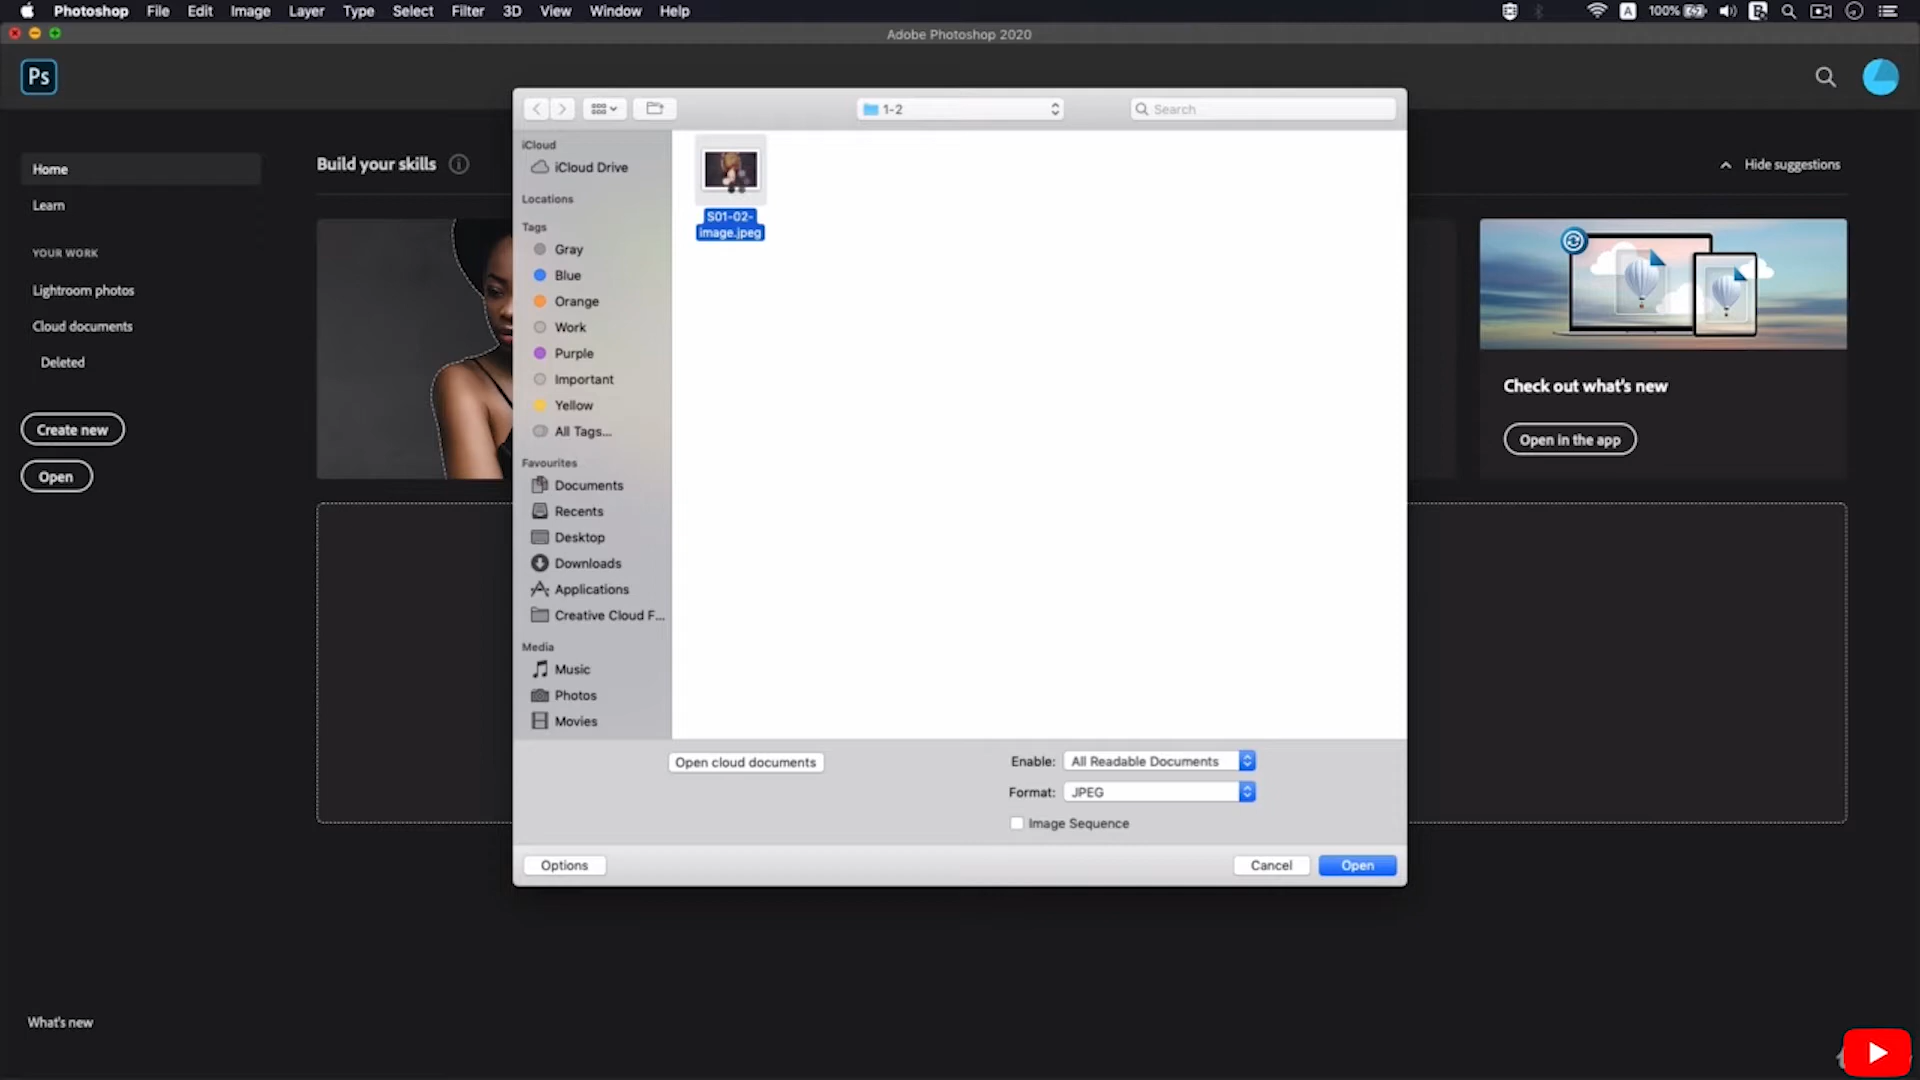 Photoshop File Edit Image Layer Type Select Filter 3D View Window Help
A 100%
Adobe Photoshop 2020
Ps
1-2
Search
Home
Learn
YOUR WORK
Lightroom photos
Cloud documents
Deleted
Create new
Open
What's new
Build your skills
Hide suggestions
iCloud
iCloud Drive
Locations
Tags
Gray
Blue
Orange
Work
Purple
Important
Yellow
All Tags...
Favourites
Documents
Recents
Desktop
Downloads
Applications
Creative Cloud F...
Media
Music
Photos
Movies
S01-02-
image.jpeg
Open cloud documents
Enable: All Readable Documents
Format: JPEG
Image Sequence
Options
Cancel
Open
Check out what's new
Open in the app